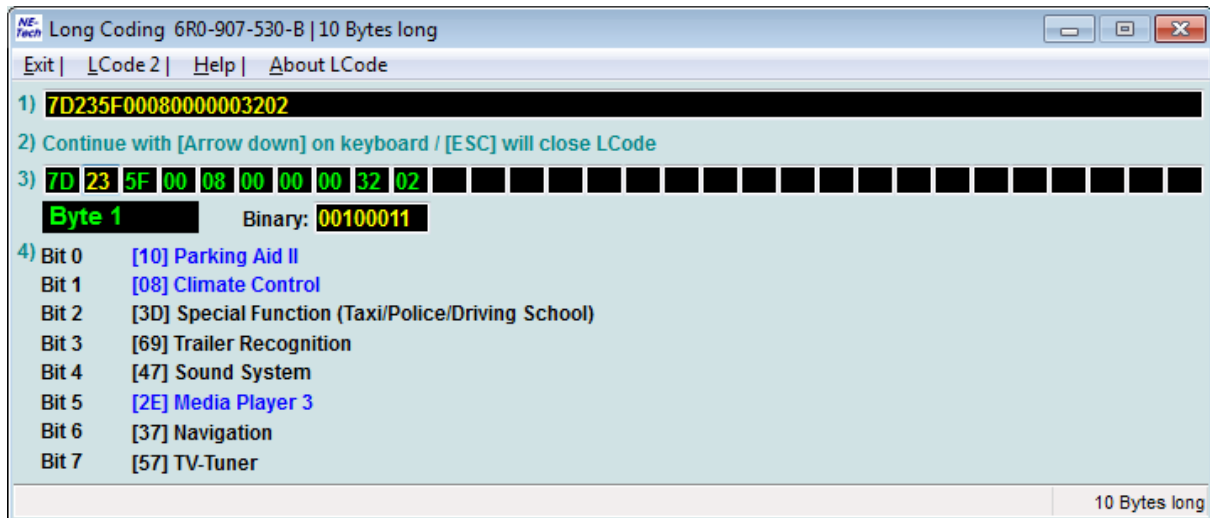 NE-Tech Long Coding 6R0-907-530-B | 10 Bytes long
Exit | LCode 2 | Help | About LCode
1) 7D235F00080000003202
2) Continue with [Arrow down] on keyboard / [ESC] will close LCode
3) 7D 23 5F 00 08 00 00 00 32 02
Byte 1 Binary: 00100011
4) Bit 0 [10] Parking Aid II
Bit 1 [08] Climate Control
Bit 2 [3D] Special Function (Taxi/Police/Driving School)
Bit 3 [69] Trailer Recognition
Bit 4 [47] Sound System
Bit 5 [2E] Media Player 3
Bit 6 [37] Navigation
Bit 7 [57] TV-Tuner
10 Bytes long